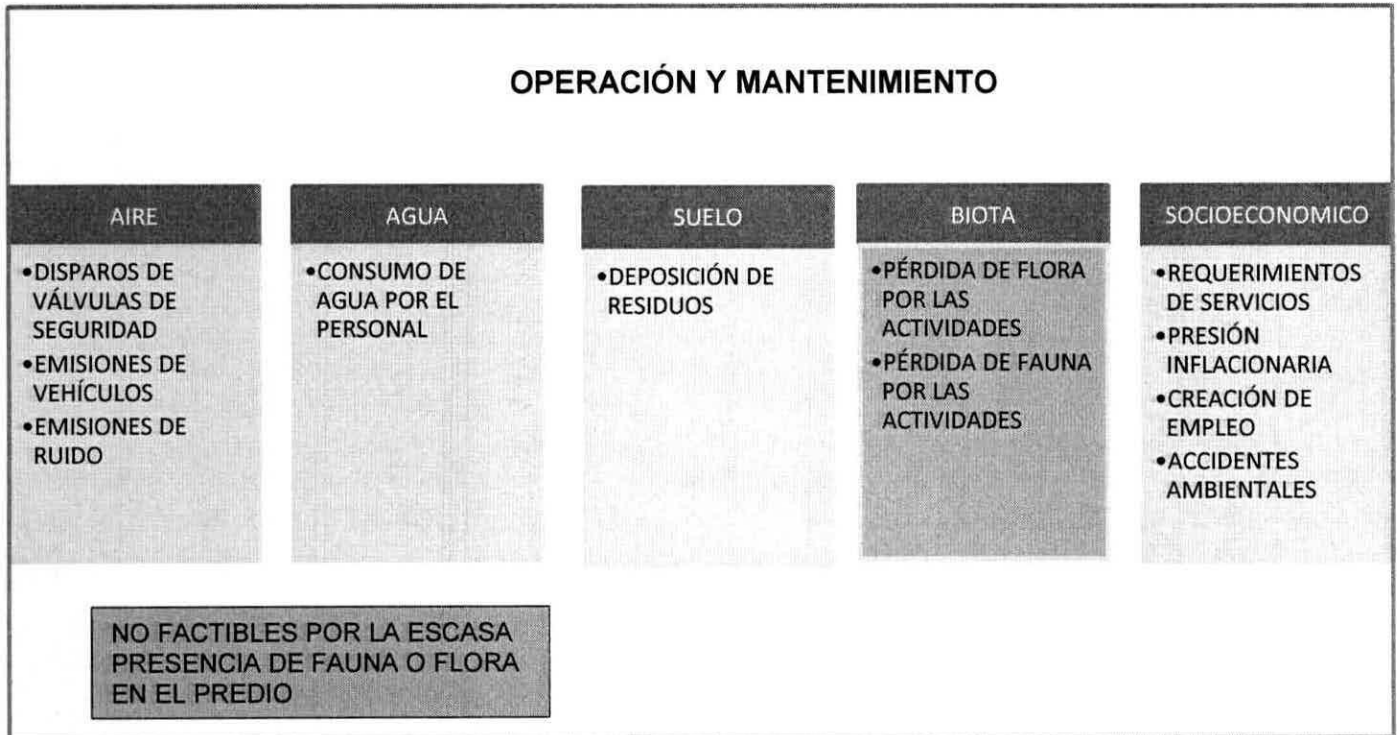 OPERACIÓN Y MANTENIMIENTO
AIRE
•DISPAROS DE
VÁLVULAS DE
SEGURIDAD
•EMISIONES DE
VEHÍCULOS
•EMISIONES DE
RUIDO
AGUA
•CONSUMO DE
AGUA POR EL
PERSONAL
SUELO
•DEPOSICIÓN DE
RESIDUOS
BIOTA
•PÉRDIDA DE FLORA
POR LAS
ACTIVIDADES
•PÉRDIDA DE FAUNA
POR LAS
ACTIVIDADES
SOCIOECONOMICO
•REQUERIMIENTOS
DE SERVICIOS
•PRESIÓN
INFLACIONARIA
•CREACIÓN DE
EMPLEO
•ACCIDENTES
AMBIENTALES
NO FACTIBLES POR LA ESCASA
PRESENCIA DE FAUNA O FLORA
EN EL PREDIO